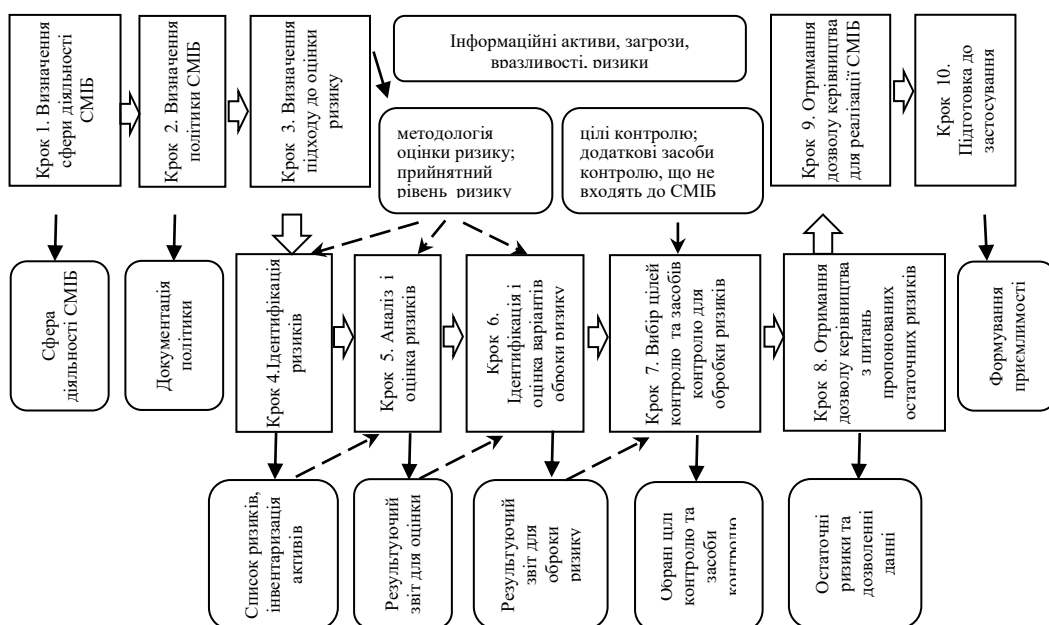 Крок 1. Визначення
сфери діяльності
СМІБ
Крок 2. Визначення
політики СМІБ
Крок 3. Визначення
підходу до оцінки
ризику
Інформаційні активи, загрози,
вразливості, ризики
методологія
оцінки ризику;
прийнятний
рівень ризику
цілі контролю;
додаткові засоби
контролю, що не
входять до СМІБ
Крок 9. Отримання
дозволу керівництва
для реалізації СМІБ
Крок 10.
Підготовка до
застосування
Сфера
діяльності СМІБ
Документація
політики
Крок 4.Ідентифікація
ризиків
Крок 5. Аналіз і
оцінка ризиків
Крок 6.
Ідентифікація і
оцінка варіантів
оброки ризику
Крок 7. Вибір цілей
контролю та засобів
контролю для
обробки ризиків
Крок 8. Отримання
дозволу керівництва
з питань
пропонованих
остаточних ризиків
Формування
приємлимості
Список ризиків,
інвентаризація
активів
Результуючий
звіт для оцінки
Результуючий
звіт для
оброки
ризику
Обрані цілі
контролю та
засоби
контролю
Остаточні
ризики та
дозволенні
данні